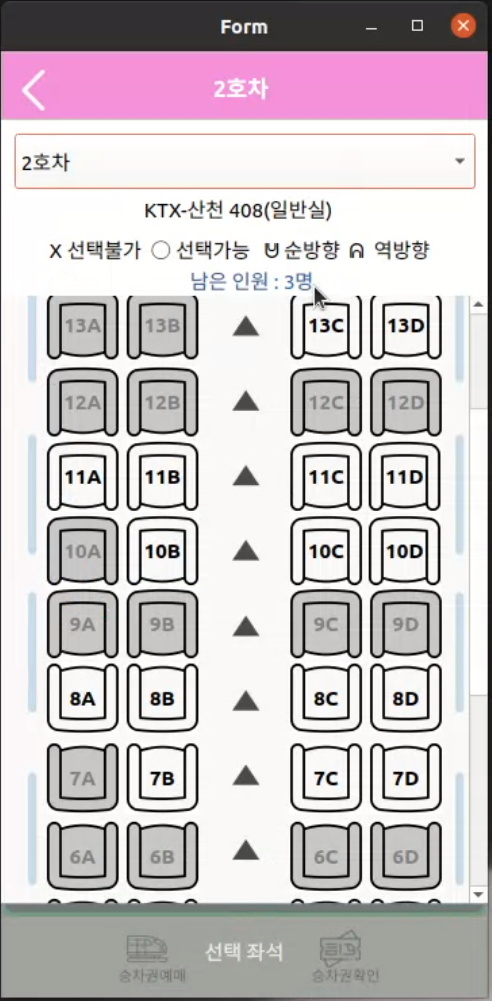 Form
2호차
2호차
KTX-산천 408(일반실)
X 선택불가 ○ 선택가능 순방향 역방향
남은 인원 : 3명
13A 13B 13C 13D
12A 12B 12C 12D
11A 11B 11C 11D
10A 10B 10C 10D
9A 9B 9C 9D
8A 8B 8C 8D
7A 7B 7C 7D
6A 6B 6C 6D
선택 좌석
승차권예매 승차권확인